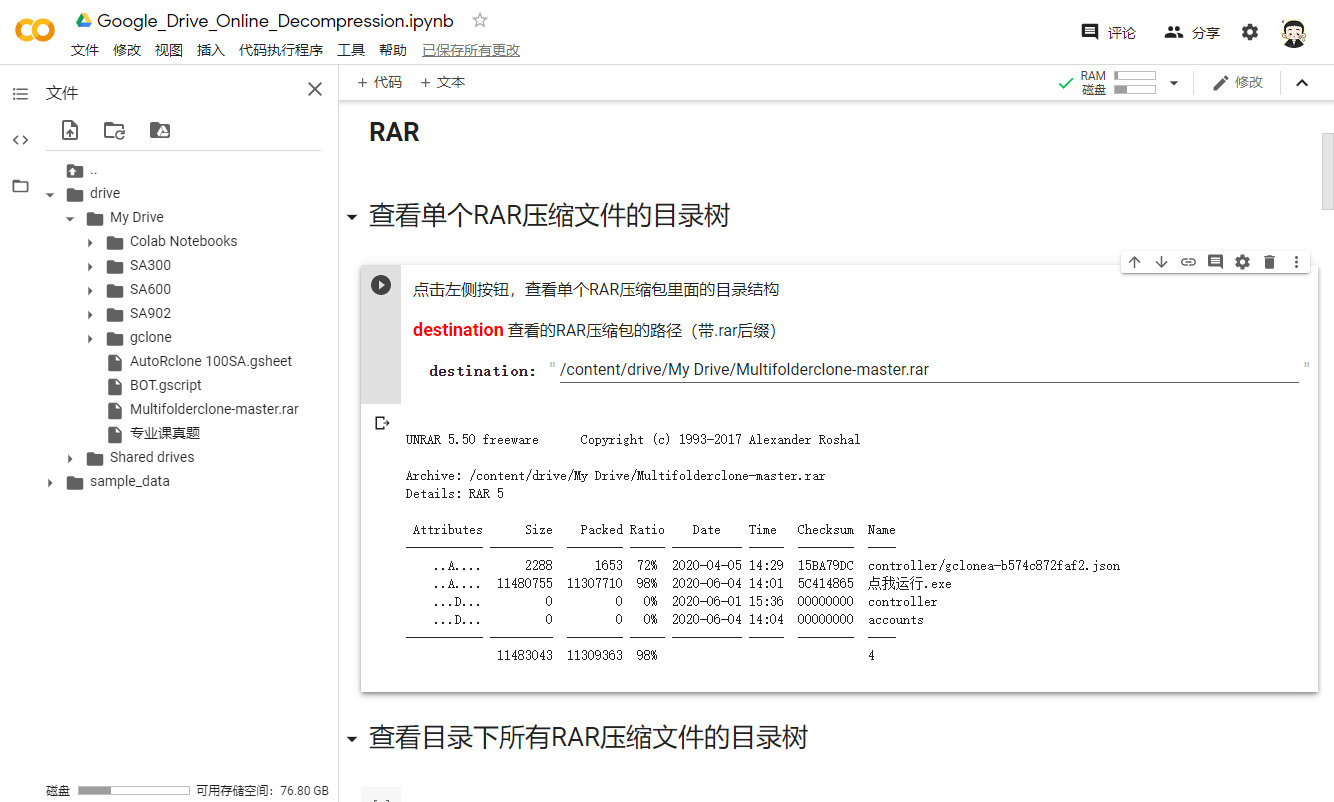 Google_Drive_Online_Decompression.ipynb
文件 修改 视图 插入 代码执行程序 工具 帮助 已保存所有更改
评论 分享
文件
+ 代码 + 文本
RAM
磁盘
修改
..
drive
My Drive
Colab Notebooks
SA300
SA600
SA902
gclone
AutoRclone 100SA.gsheet
BOT.gscript
Multifolderclone-master.rar
专业课真题
Shared drives
sample_data
磁盘 可用存储空间：76.80 GB
RAR
查看单个RAR压缩文件的目录树
点击左侧按钮，查看单个RAR压缩包里面的目录结构
destination 查看的RAR压缩包的路径（带.rar后缀）
destination: "/content/drive/My Drive/Multifolderclone-master.rar"
UNRAR 5.50 freeware Copyright (c) 1993-2017 Alexander Roshal
Archive: /content/drive/My Drive/Multifolderclone-master.rar
Details: RAR 5
Attributes Size Packed Ratio Date Time Checksum Name
..A.... 2288 1653 72% 2020-04-05 14:29 15BA79DC controller/gclonea-b574c872faf2.json
..A.... 11480755 11307710 98% 2020-06-04 14:01 5C414865 点我运行.exe
...D... 0 0 0% 2020-06-01 15:36 00000000 controller
...D... 0 0 0% 2020-06-04 14:04 00000000 accounts
11483043 11309363 98% 4
查看目录下所有RAR压缩文件的目录树